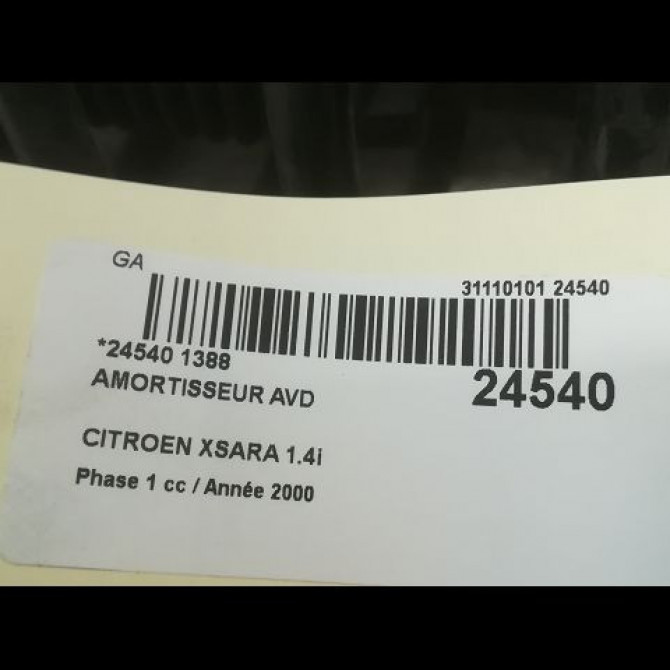 GA
31110101 24540
*24540 1388
24540
AMORTISSEUR AVD
CITROEN XSARA 1.4i
Phase 1 cc / Année 2000